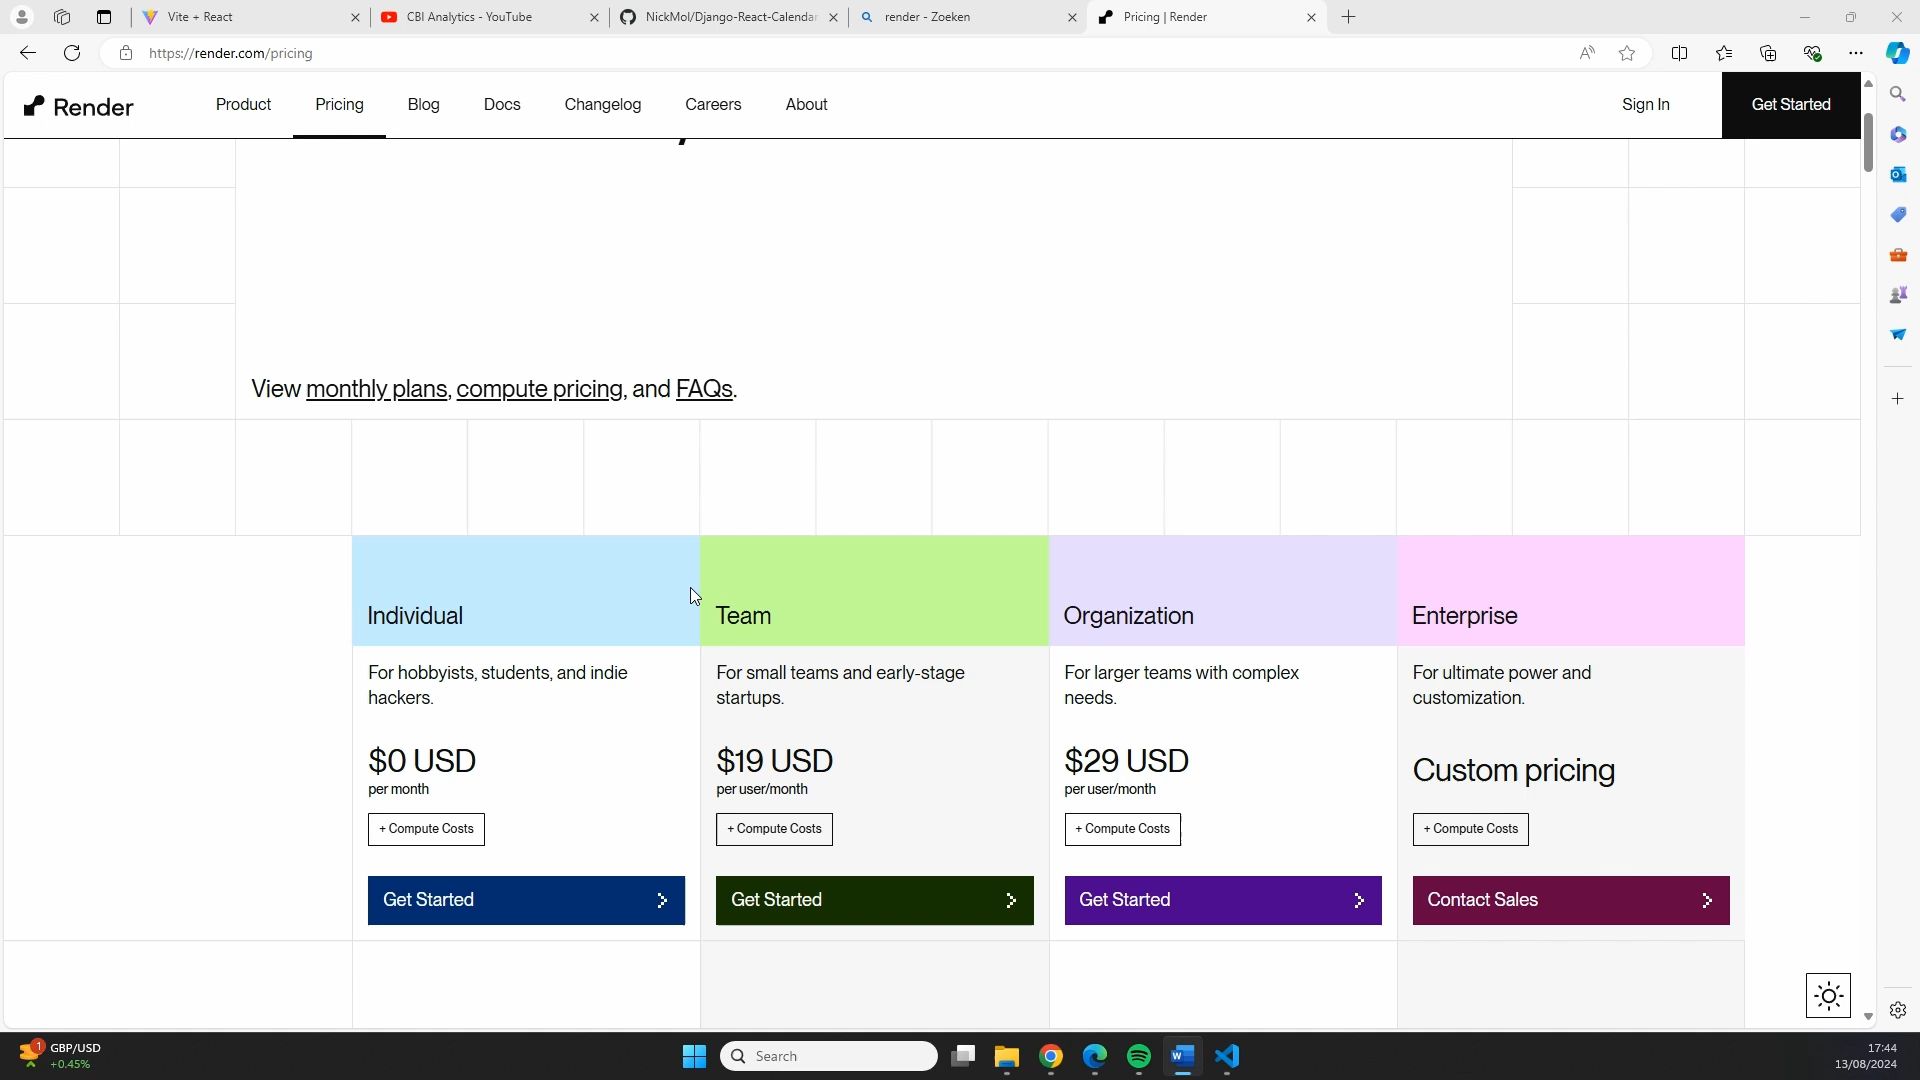 Vite + React
CBI Analytics - YouTube
NickMol/Django-React-Calendar
render - Zoeken
Pricing | Render
https://render.com/pricing
Render
Product
Pricing
Blog
Docs
Changelog
Careers
About
Sign In
Get Started
View monthly plans, compute pricing, and FAQs.
Individual
Team
Organization
Enterprise
For hobbyists, students, and indie
hackers.
For small teams and early-stage
startups.
For larger teams with complex
needs.
For ultimate power and
customization.
$0 USD
per month
$19 USD
per user/month
$29 USD
per user/month
Custom pricing
+ Compute Costs
+ Compute Costs
+ Compute Costs
+ Compute Costs
Get Started
Get Started
Get Started
Contact Sales
1
GBP/USD
+0.45%
Search
17:44
13/08/2024